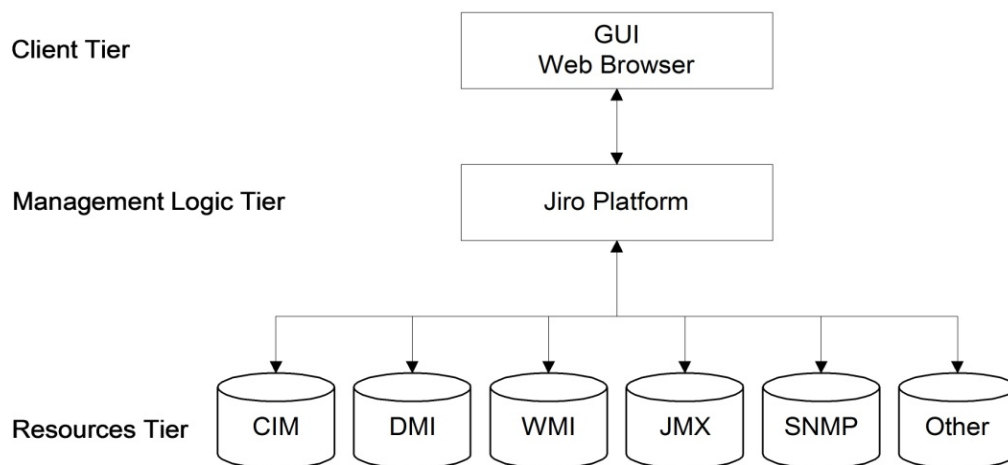 Client Tier
GUI
Web Browser
Management Logic Tier
Jiro Platform
Resources Tier
CIM
DMI
WMI
JMX
SNMP
Other